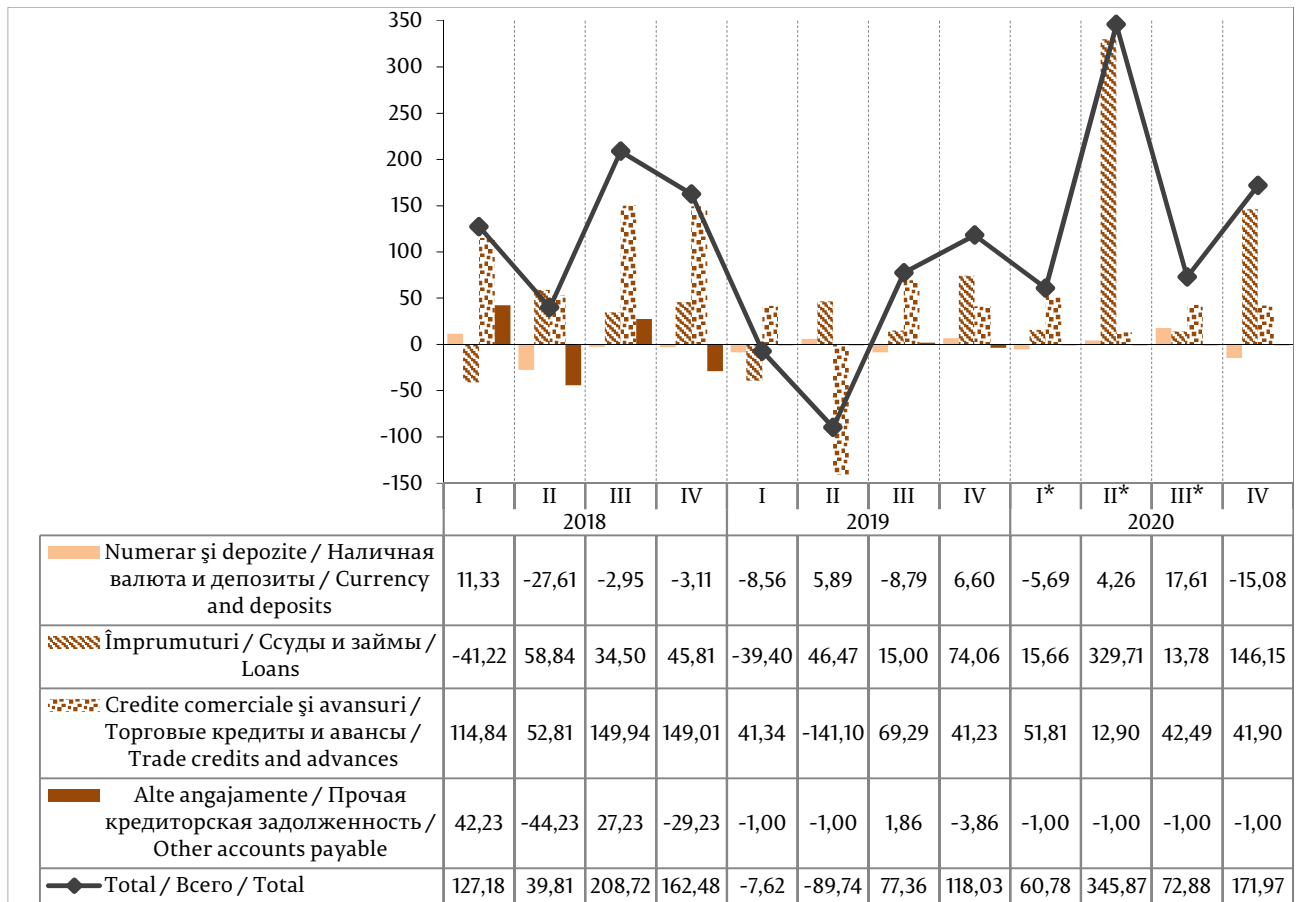 350
300
250
200
150
100
50
0
-50
-100
-150
I II III IV I II III IV I* II* III* IV
2018 2019 2020
Numerar şi depozite / Наличная
валюта и депозиты / Currency
and deposits
11,33 -27,61 -2,95 -3,11 -8,56 5,89 -8,79 6,60 -5,69 4,26 17,61 -15,08
Împrumuturi / Ссуды и займы /
Loans
-41,22 58,84 34,50 45,81 -39,40 46,47 15,00 74,06 15,66 329,71 13,78 146,15
Credite comerciale şi avansuri /
Торговые кредиты и авансы /
Trade credits and advances
114,84 52,81 149,94 149,01 41,34 -141,10 69,29 41,23 51,81 12,90 42,49 41,90
Alte angajamente / Прочая
кредиторская задолженность /
Other accounts payable
42,23 -44,23 27,23 -29,23 -1,00 -1,00 1,86 -3,86 -1,00 -1,00 -1,00 -1,00
Total / Всего / Total
127,18 39,81 208,72 162,48 -7,62 -89,74 77,36 118,03 60,78 345,87 72,88 171,97